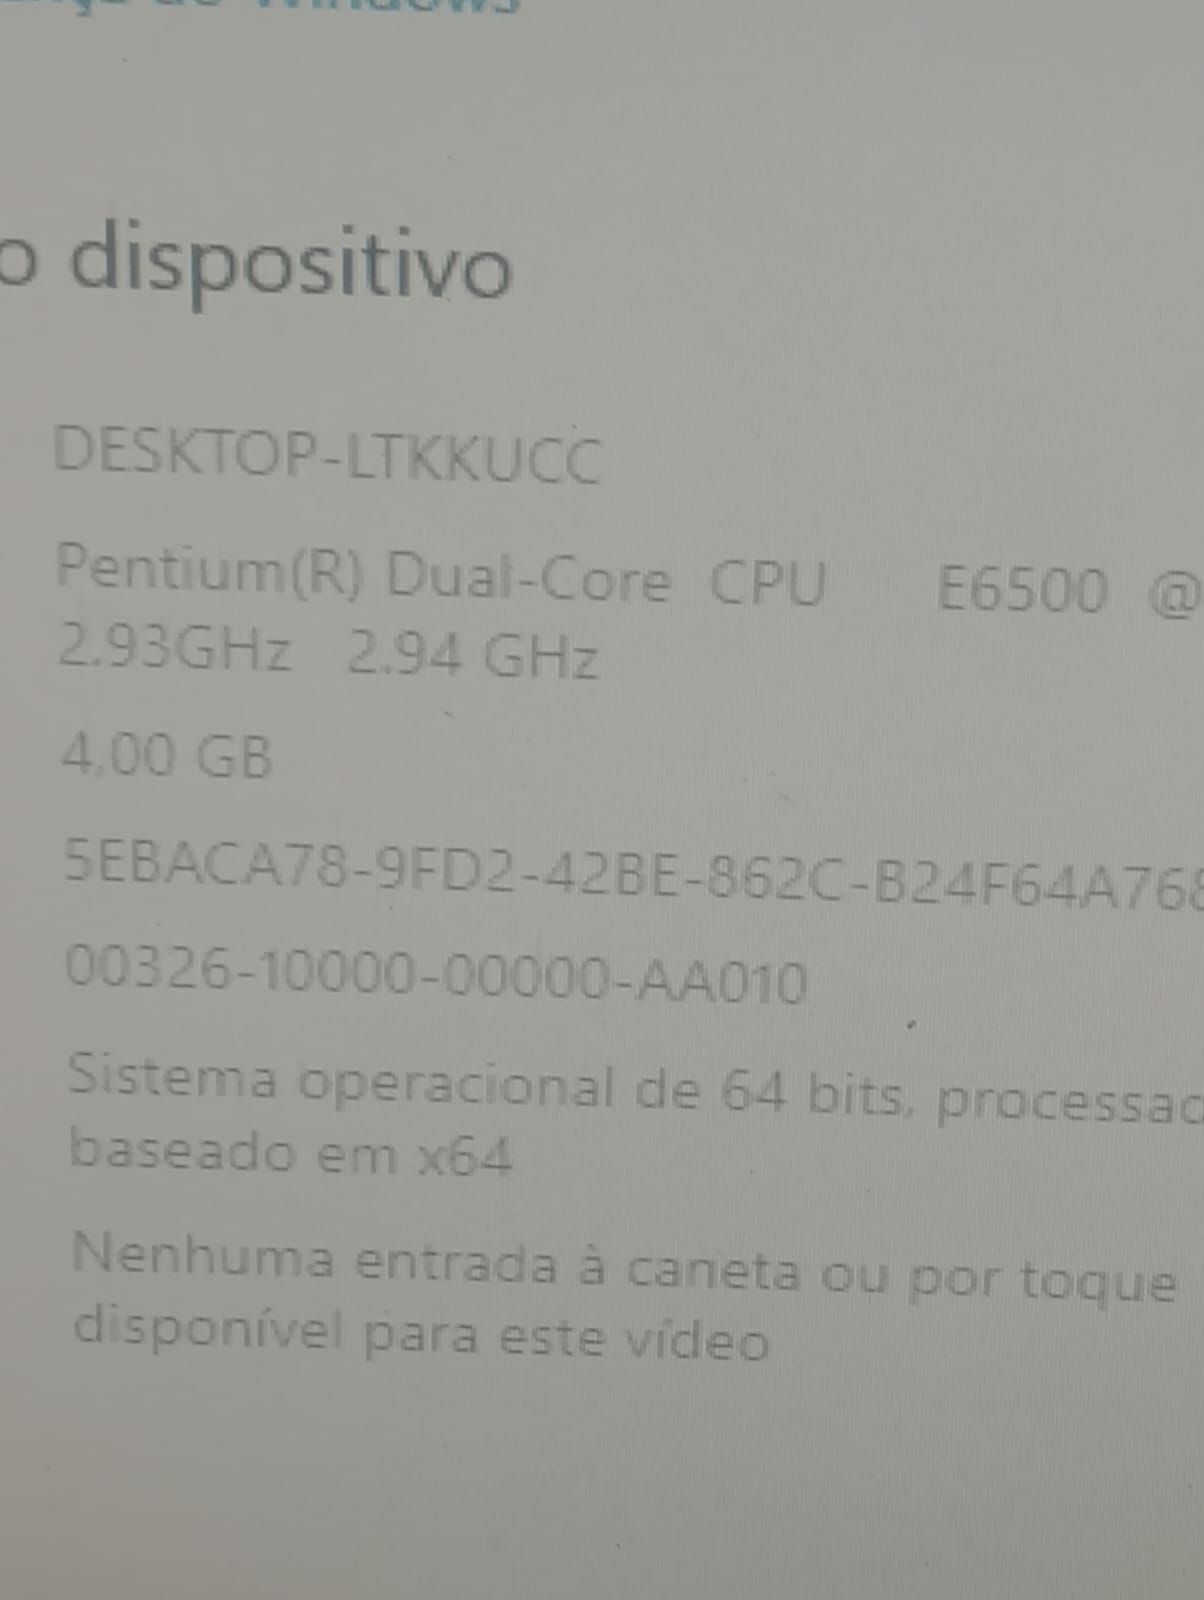 Windows
o dispositivo
DESKTOP-LTKKUCC
Pentium(R) Dual-Core CPU E6500 @
2.93GHz 2.94 GHz
4,00 GB
5EBACA78-9FD2-42BE-862C-B24F64A768
00326-10000-00000-AA010
Sistema operacional de 64 bits, processad
baseado em x64
Nenhuma entrada à caneta ou por toque
disponível para este vídeo